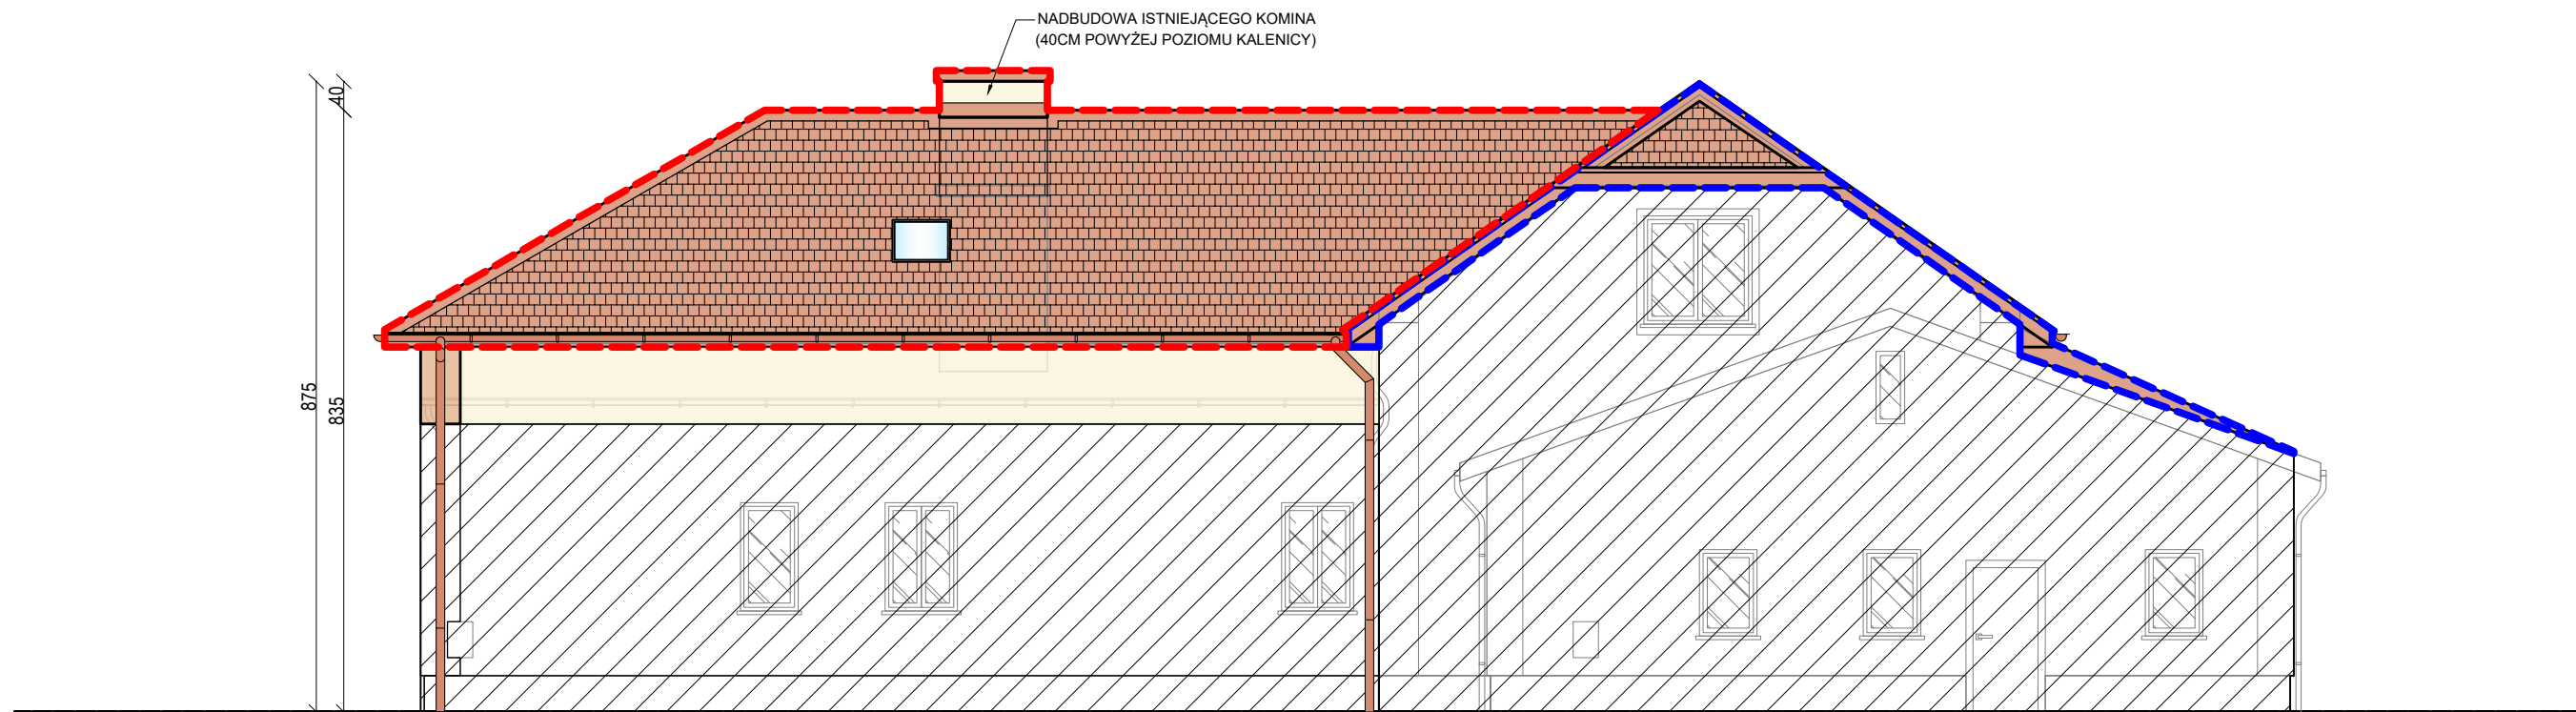 NADBUDOWA ISTNIEJĄCEGO KOMINA
(40CM POWYŻEJ POZIOMU KALENICY)
40
875
835